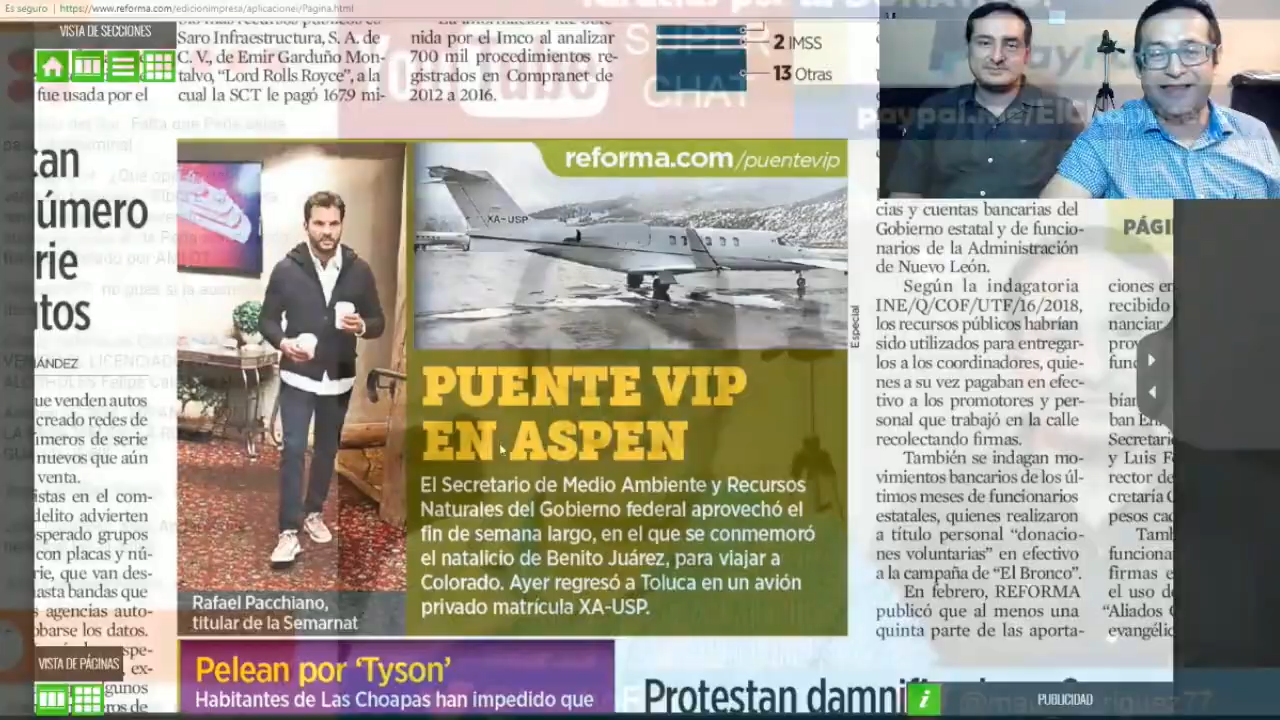 Es seguro | https://www.reforma.com/edicionimpresa/aplicacionei/Pagina.html
VISTA DE SECCIONES
fue usada por el
Saro Infraestructura, S. A. de
C. V., de Emir Garduño Mon-
talvo, "Lord Rolls Royce", a la
cual la SCT le pagó 1679 mi-
nida por el Imco al analizar
700 mil procedimientos re-
gistrados en Compranet de
2012 a 2016.
2 IMSS
13 Otras
SUPER
CHAT
YouTube
can
úmero
rie
utos
NÁNDEZ
ue venden autos
creado redes de
úmeros de serie
nuevos que aún
venta.
istas en el com-
delito advierten
sperado grupos
con placas y nú-
rie, que van des-
hasta bandas que
s agencias auto-
obarse los datos.
reforma.com/puentevip
XA-USP
Especial
PUENTE VIP
EN ASPEN
El Secretario de Medio Ambiente y Recursos
Naturales del Gobierno federal aprovechó el
fin de semana largo, en el que se conmemoró
el natalicio de Benito Juárez, para viajar a
Colorado. Ayer regresó a Toluca en un avión
privado matrícula XA-USP.
Rafael Pacchiano,
titular de la Semarnat
cias y cuentas bancarias del
Gobierno estatal y de funcio-
narios de la Administración
de Nuevo León.
Según la indagatoria
INE/Q/COF/UTF/16/2018,
los recursos públicos habrían
sido utilizados para entregar-
los a los coordinadores, quie-
nes a su vez pagaban en efec-
tivo a los promotores y per-
sonal que trabajó en la calle
recolectando firmas.
También se indagan mo-
vimientos bancarios de los úl-
timos meses de funcionarios
estatales, quienes realizaron
a título personal "donacio-
nes voluntarias" en efectivo
a la campaña de "El Bronco".
En febrero, REFORMA
publicó que al menos una
quinta parte de las aporta-
PÁGI
ciones en
recibido
nanciar
prov
func
bían
ban En
Secretari
y Luis F
rector de
cretaría C
pesos cad
Tamb
funciona
firmas e
el uso de
"Aliados
evangélic
VISTA DE PÁGINAS
Pelean por 'Tyson'
Habitantes de Las Choapas han impedido que
Protestan damnif
PUBLICIDAD